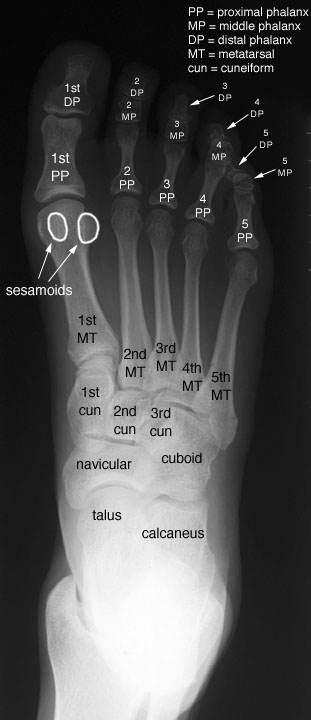 PP = proximal phalanx
MP = middle phalanx
DP = distal phalanx
MT = metatarsal
cun = cuneiform
1st
DP
2
DP
2
MP
3
DP
3
MP
4
DP
4
MP
5
DP
5
MP
1st
PP
2
PP
3
PP
4
PP
5
PP
sesamoids
1st
MT
2nd
MT
3rd
MT
4th
MT
5th
MT
1st
cun
2nd
cun
3rd
cun
navicular
cuboid
talus
calcaneus